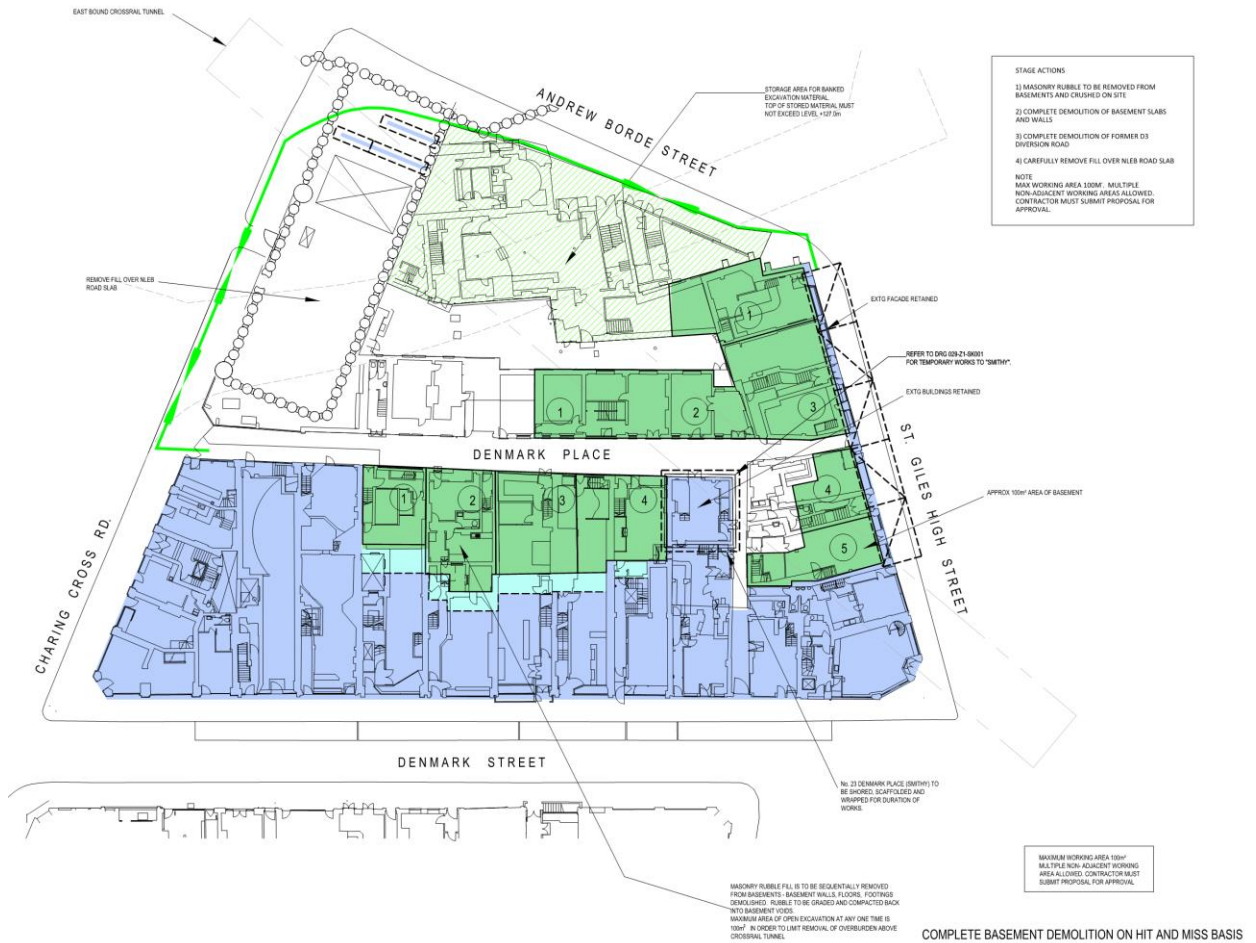 EAST BOUND CROSSRAIL TUNNEL
ANDREW BORDE STREET
STORAGE AREA FOR BANKED
EXCAVATION MATERIAL
TOP OF STORED MATERIAL MUST
NOT EXCEED LEVEL +127.0m
STAGE ACTIONS
1) MASONRY RUBBLE TO BE REMOVED FROM
BASEMENTS AND CRUSHED ON SITE
2) COMPLETE DEMOLITION OF BASEMENT SLABS
AND WALLS
3) COMPLETE DEMOLITION OF FORMER D3
DIVERSION ROAD
4) CAREFULLY REMOVE FILL OVER NLEB ROAD SLAB
NOTE
MAX WORKING AREA 100M². MULTIPLE
NON-ADJACENT WORKING AREAS ALLOWED.
CONTRACTOR MUST SUBMIT PROPOSAL FOR
APPROVAL.
REMOVE FILL OVER NLEB
ROAD SLAB
EXTG FACADE RETAINED
REFER TO DRG 029-Z1-SK001
FOR TEMPORARY WORKS TO "SMITHY".
EXTG BUILDINGS RETAINED
1
1
2
3
DENMARK PLACE
ST. GILES HIGH STREET
1
2
3
4
4
5
APPROX 100m² AREA OF BASEMENT
CHARING CROSS RD.
DENMARK STREET
No. 23 DENMARK PLACE (SMITHY) TO
BE SHORED, SCAFFOLDED AND
WRAPPED FOR DURATION OF
WORKS.
MASONRY RUBBLE FILL IS TO BE SEQUENTIALLY REMOVED
FROM BASEMENTS - BASEMENT WALLS, FLOORS, FOOTINGS
DEMOLISHED. RUBBLE TO BE GRADED AND COMPACTED BACK
INTO BASEMENT VOIDS.
MAXIMUM AREA OF OPEN EXCAVATION AT ANY ONE TIME IS
100m² IN ORDER TO LIMIT REMOVAL OF OVERBURDEN ABOVE
CROSSRAIL TUNNEL
MAXIMUM WORKING AREA 100m²
MULTIPLE NON- ADJACENT WORKING
AREA ALLOWED. CONTRACTOR MUST
SUBMIT PROPOSAL FOR APPROVAL
COMPLETE BASEMENT DEMOLITION ON HIT AND MISS BASIS